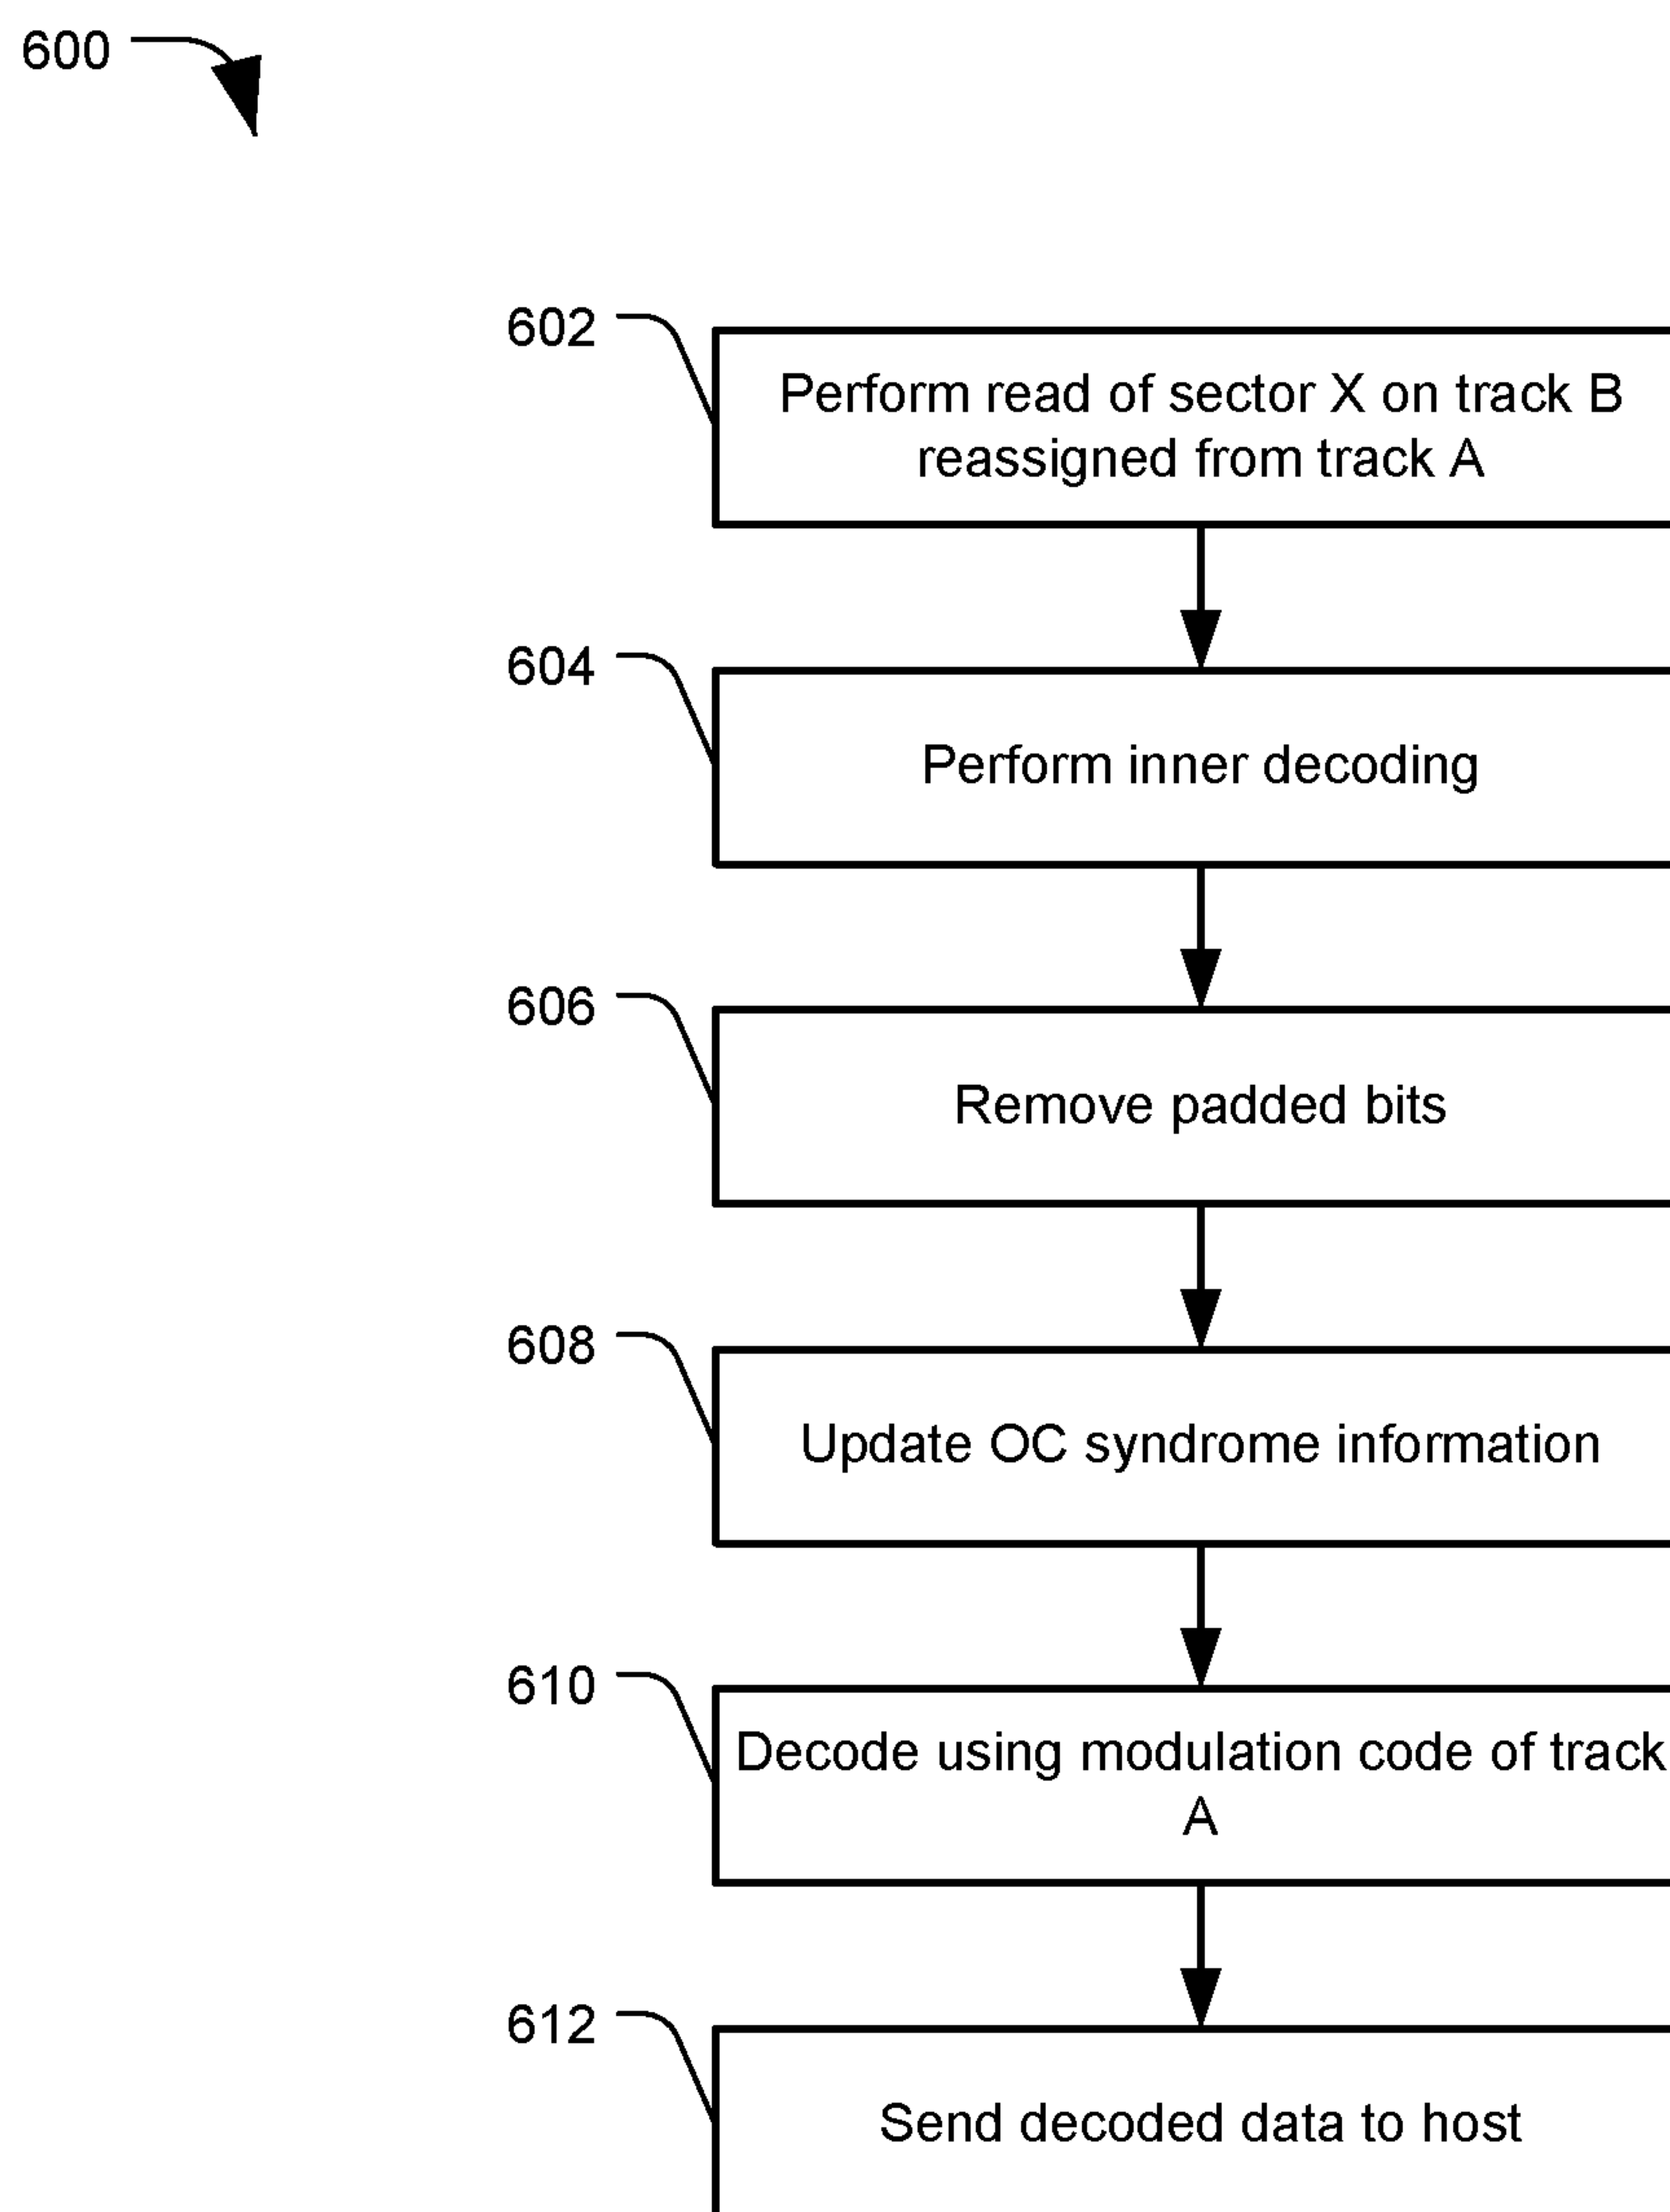 600
602
Perform read of sector X on track B
reassigned from track A
604
Perform inner decoding
606
Remove padded bits
608
Update OC syndrome information
610
Decode using modulation code of track
A
612
Send decoded data to host